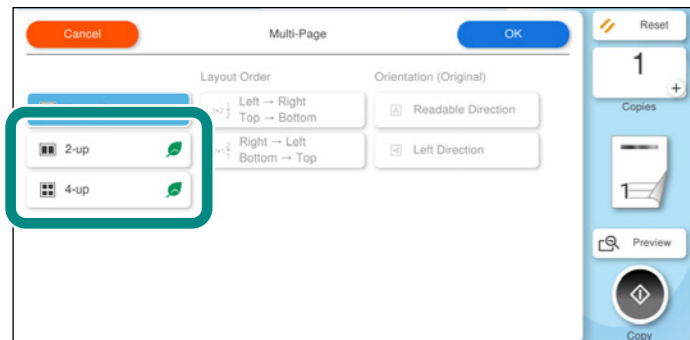 Cancel
Multi-Page
OK
Reset
1
+
Copies
Layout Order
Orientation (Original)
Left → Right
Top → Bottom
Readable Direction
2-up
Right → Left
Bottom → Top
Left Direction
4-up
1
Preview
Copy